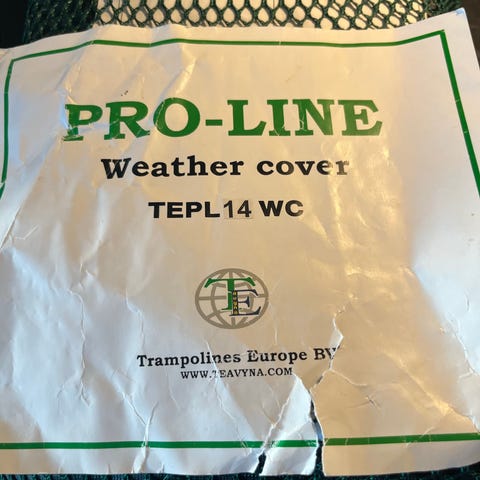 PRO-LINE
Weather cover
TEPL14 WC
TE
Trampolines Europe BV
WWW.TEAVYNA.COM